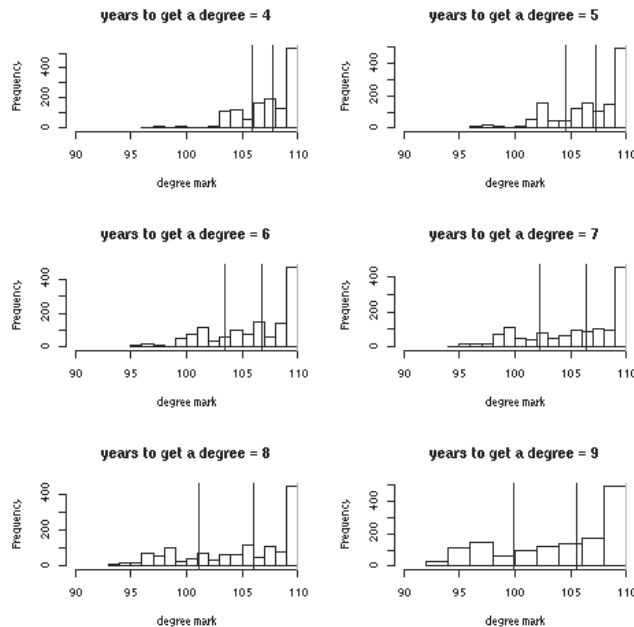 years to get a degree = 4
Frequency
0 200 400
90 95 100 105 110
degree mark
years to get a degree = 5
Frequency
0 200 400
90 95 100 105 110
degree mark
years to get a degree = 6
Frequency
0 200 400
90 95 100 105 110
degree mark
years to get a degree = 7
Frequency
0 200 400
90 95 100 105 110
degree mark
years to get a degree = 8
Frequency
0 200 400
90 95 100 105 110
degree mark
years to get a degree = 9
Frequency
0 200 400
90 95 100 105 110
degree mark